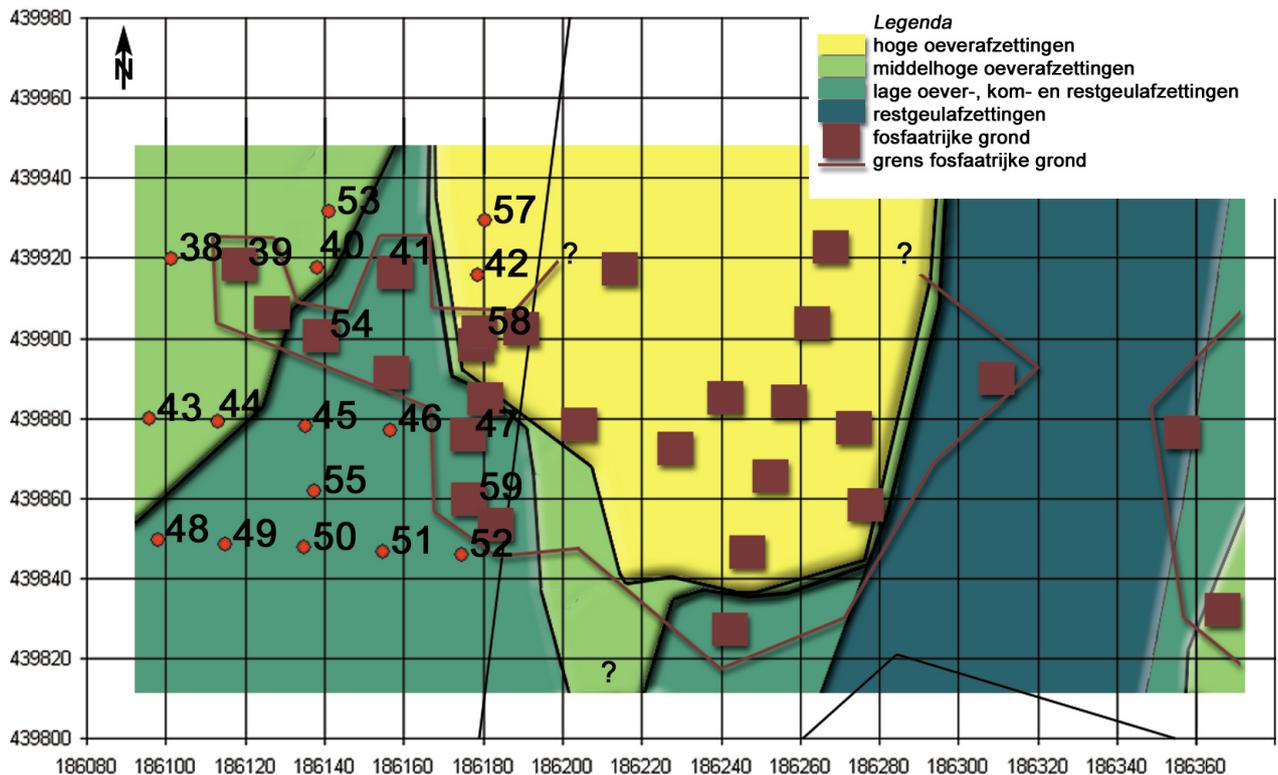 439980
Legenda
hoge oeverafzettingen
middelhoge oeverafzettingen
lage oever-, kom- en restgeulafzettingen
restgeulafzettingen
fosfaatrijke grond
grens fosfaatrijke grond
N
439960
439940
53
57
38 39 40 41
42
?
?
439920
54
58
439900
43 44 45 46 47
439880
55
59
439860
48 49 50 51 52
439840
439820
?
439800
186080 186100 186120 186140 186160 186180 186200 186220 186240 186260 186280 186300 186320 186340 186360